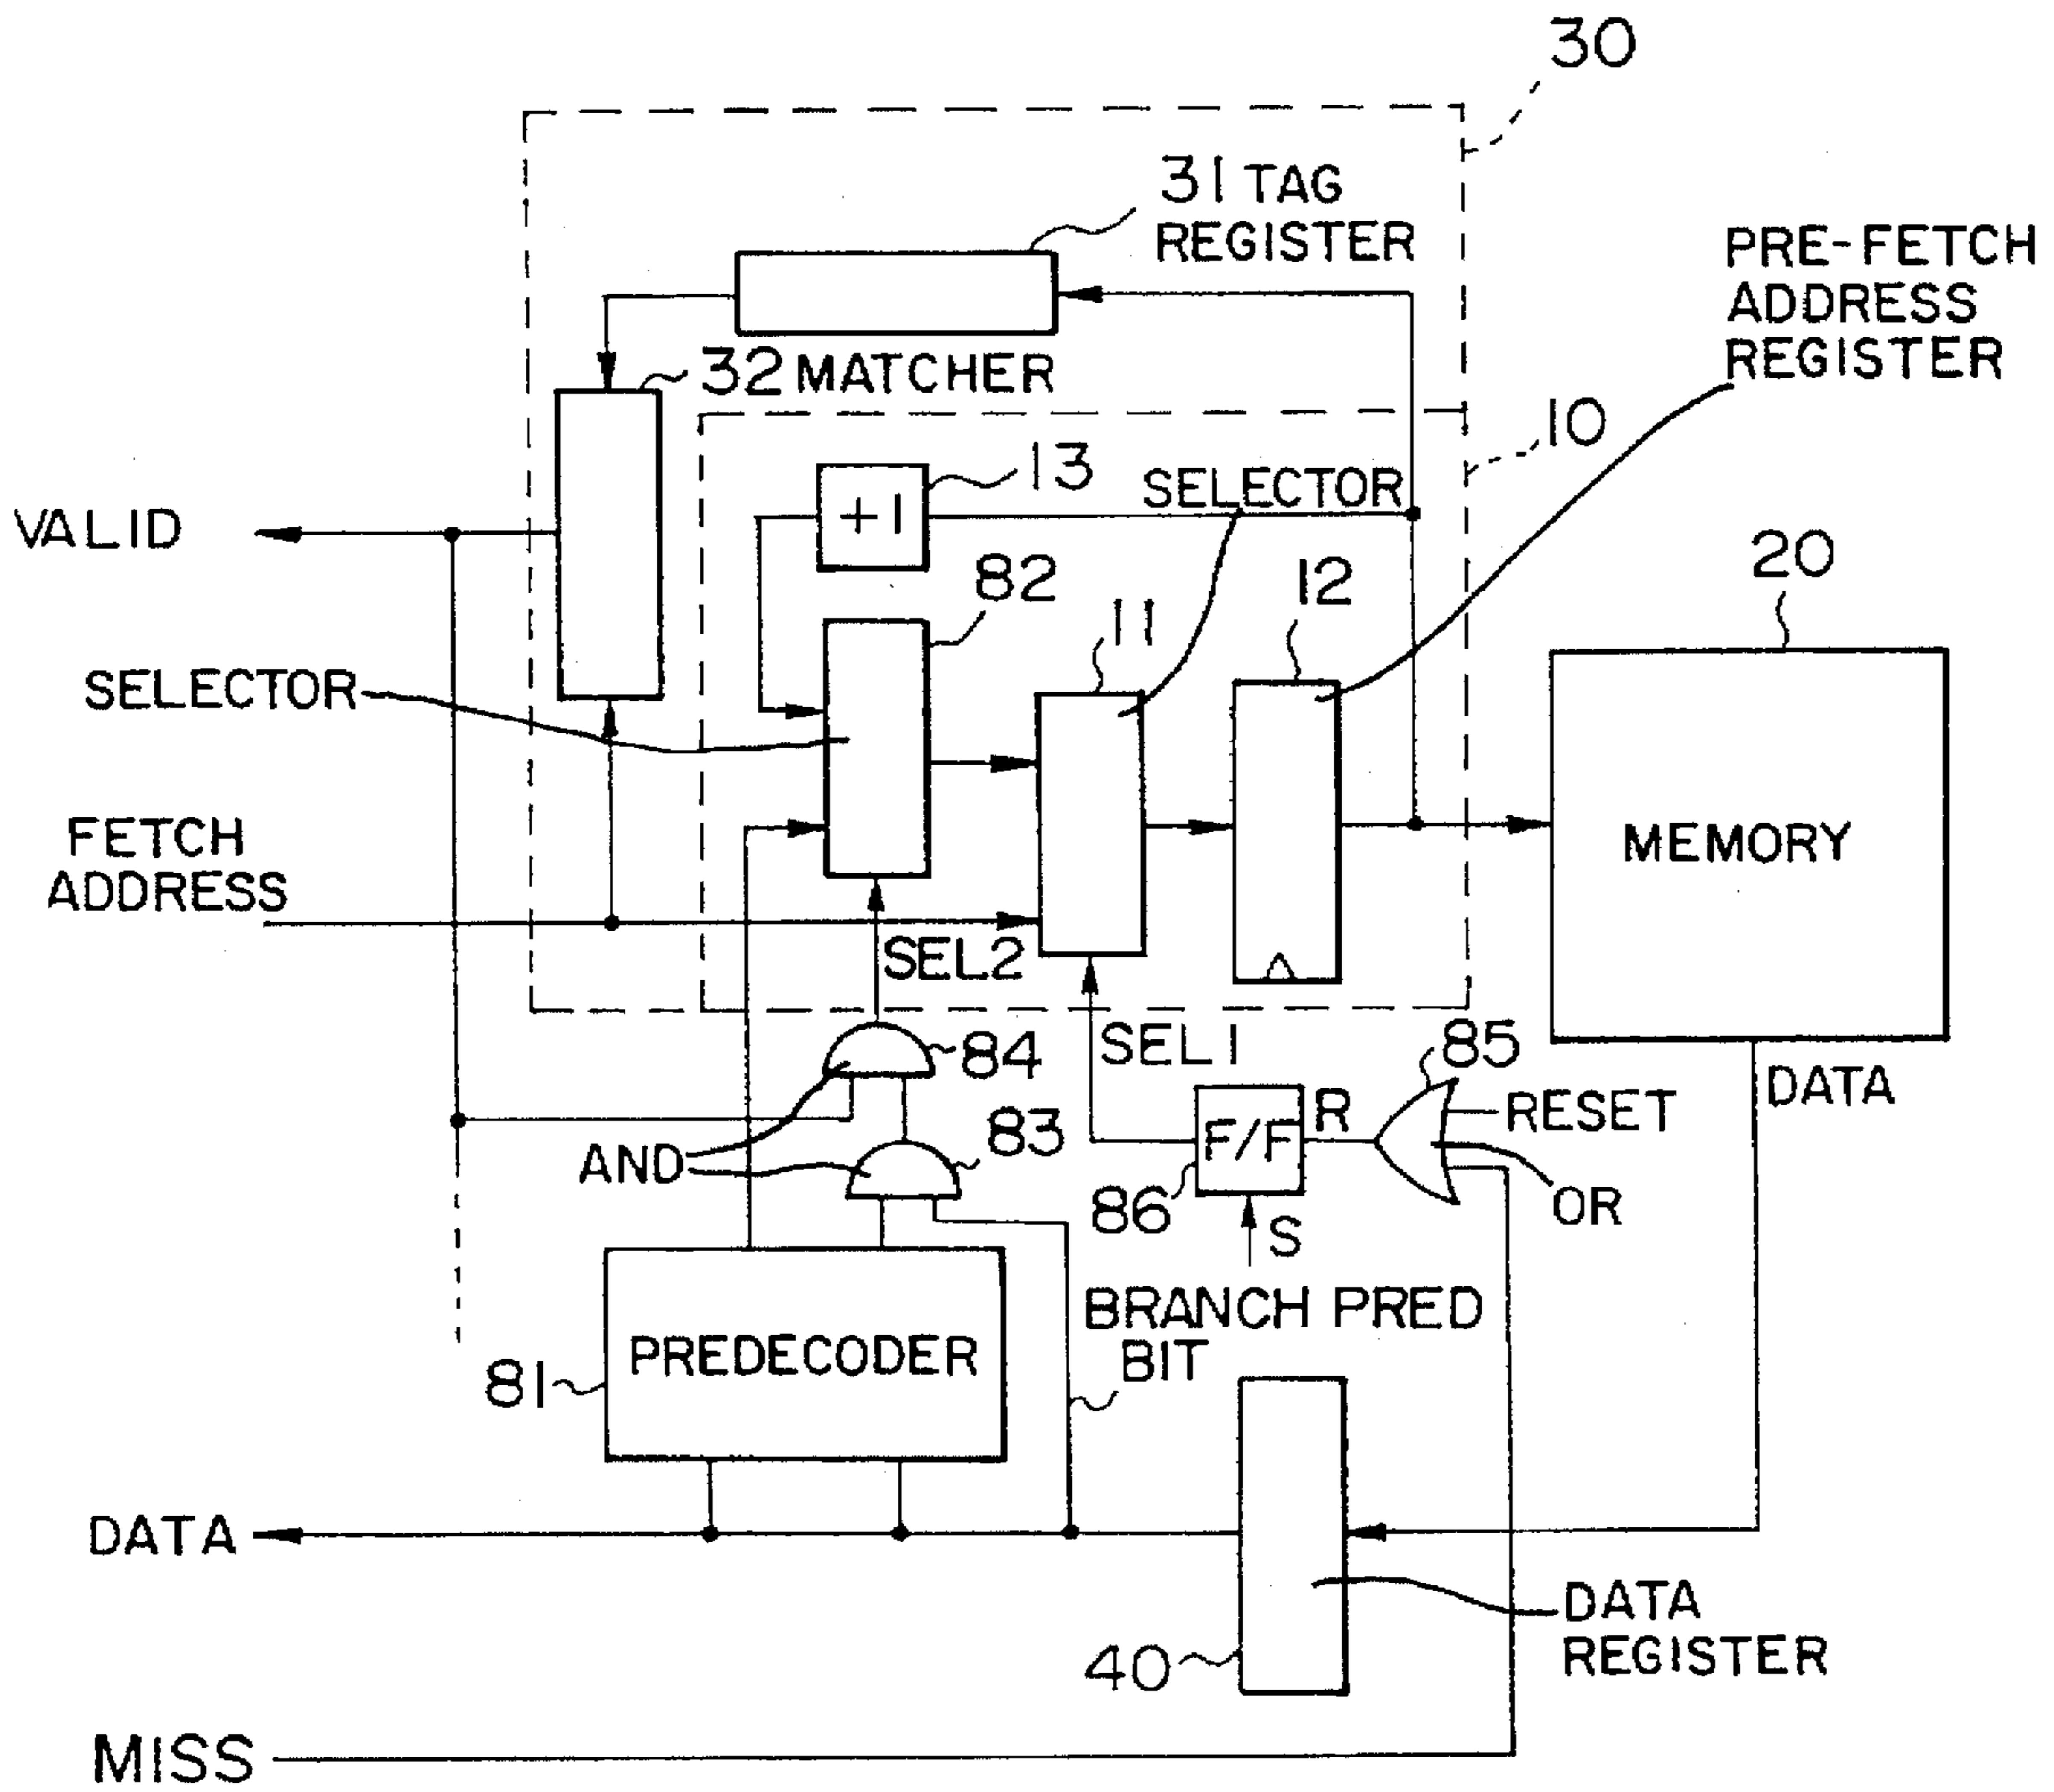 30
31 TAG
REGISTER
PRE-FETCH
ADDRESS
REGISTER
32 MATCHER
10
13
SELECTOR
+1
VALID
20
82
12
11
SELECTOR
FETCH
ADDRESS
MEMORY
SEL2
84
SEL1
85
DATA
RESET
R
83
F/F
AND
86
S
OR
BRANCH PRED
BIT
PREDECODER
81
DATA
DATA
REGISTER
40
MISS